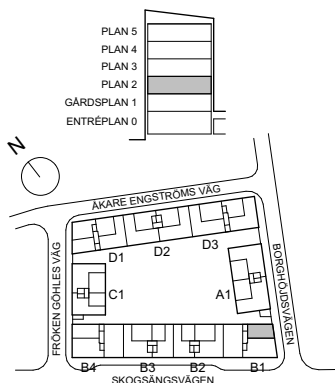 PLAN 5
PLAN 4
PLAN 3
PLAN 2
GÅRDSPLAN 1
ENTRÉPLAN 0
N
ÅKARE ENGSTRÖMS VÄG
D1
D2
D3
FRÖKEN GÖHLES VÄG
C1
A1
BORGHÖJDSVÄGEN
B4
B3
B2
B1
SKOGSÄNGSVÄGEN